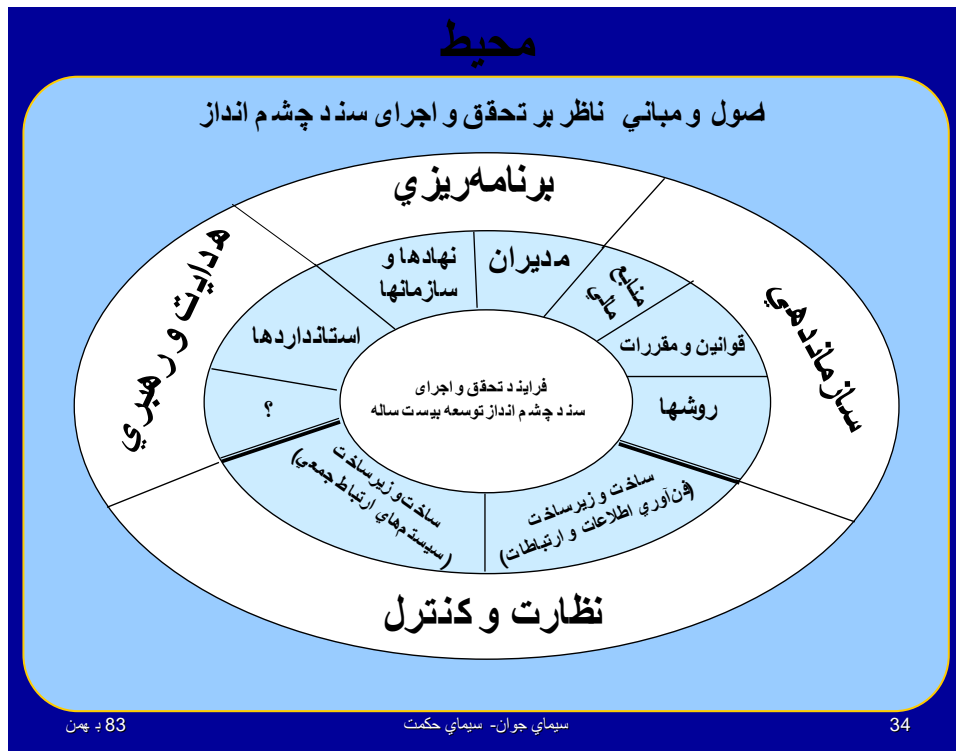 محيط
اصول و مباني ناظر بر تحقق و اجرای سند چشم انداز
برنامه‌ريزي
سازماندهي
هدايت و رهبري
مديران
نهادها و
سازمانها
منابع
مالي
قوانين و مقررات
روشها
استانداردها
؟
فرايند تحقق و اجرای
سند چشم انداز توسعه بيست ساله
ساخت و زيرساخت
(فن‌آوري اطلاعات و ارتباطات)
ساخت و زيرساخت
(سيستم‌هاي ارتباط جمعي)
نظارت و كنترل
34
سيماي جوان- سيماي حكمت
بهمن 83